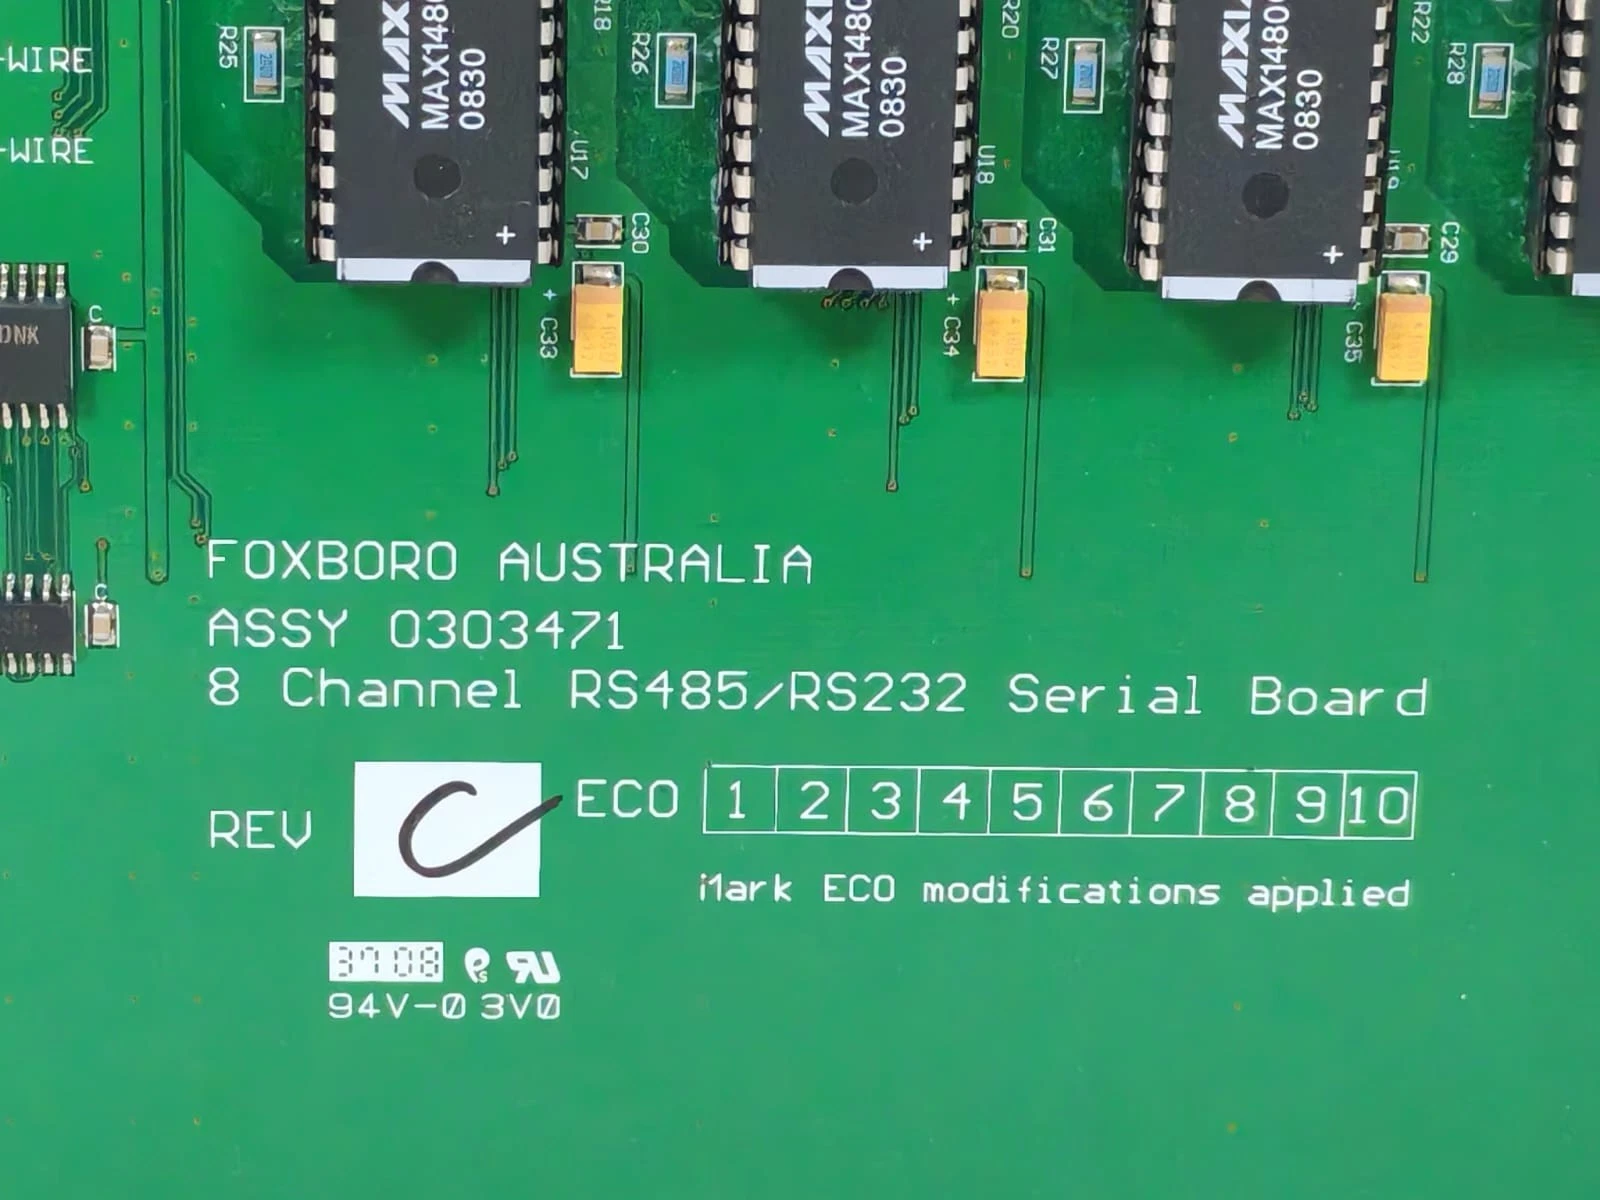 -WIRE
-WIRE
R25
R18
R26
R20
R27
R22
R28
MAX1480
0830
MAX1480
0830
MAXI
MAX1480
0830
U17
U18
C30
C31
C29
+ C33
+ C34
C35
DNK
C
C
FOXBORO AUSTRALIA
ASSY 0303471
8 Channel RS485/RS232 Serial Board
REV C ECO 1 2 3 4 5 6 7 8 9 10
Mark ECO modifications applied
3708
94V-0 3V0